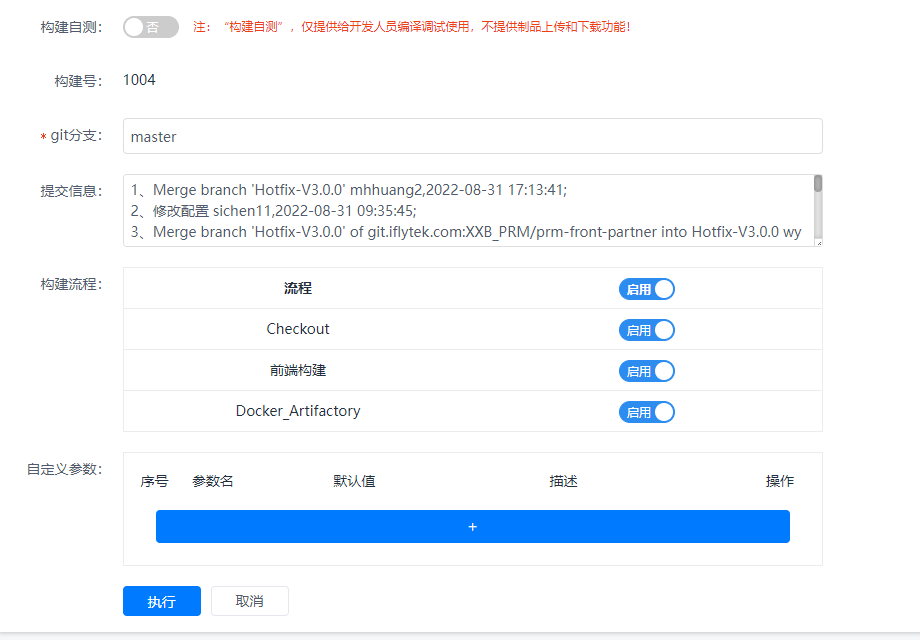 构建自测： 否 注：“构建自测”，仅提供给开发人员编译调试使用，不提供制品上传和下载功能！
构建号： 1004
* git分支： master
提交信息： 1、Merge branch 'Hotfix-V3.0.0' mhhuang2,2022-08-31 17:13:41;
2、修改配置 sichen11,2022-08-31 09:35:45;
3、Merge branch 'Hotfix-V3.0.0' of git.iflytek.com:XXB_PRM/prm-front-partner into Hotfix-V3.0.0 wy
构建流程： 流程 启用
Checkout 启用
前端构建 启用
Docker_Artifactory 启用
自定义参数： 序号 参数名 默认值 描述 操作
+
执行 取消